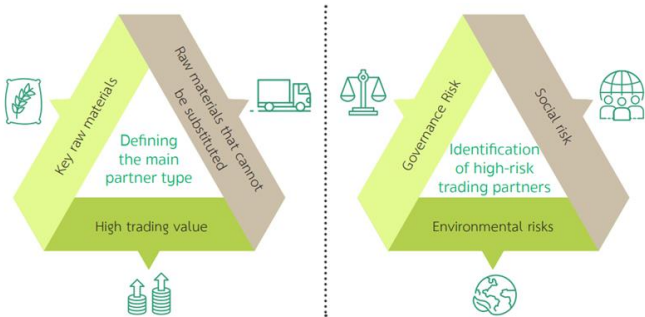 Key raw materials
Raw materials that cannot
be substituted
Defining
the main
partner type
High trading value
Governance Risk
Social risk
Identification
of high-risk
trading partners
Environmental risks